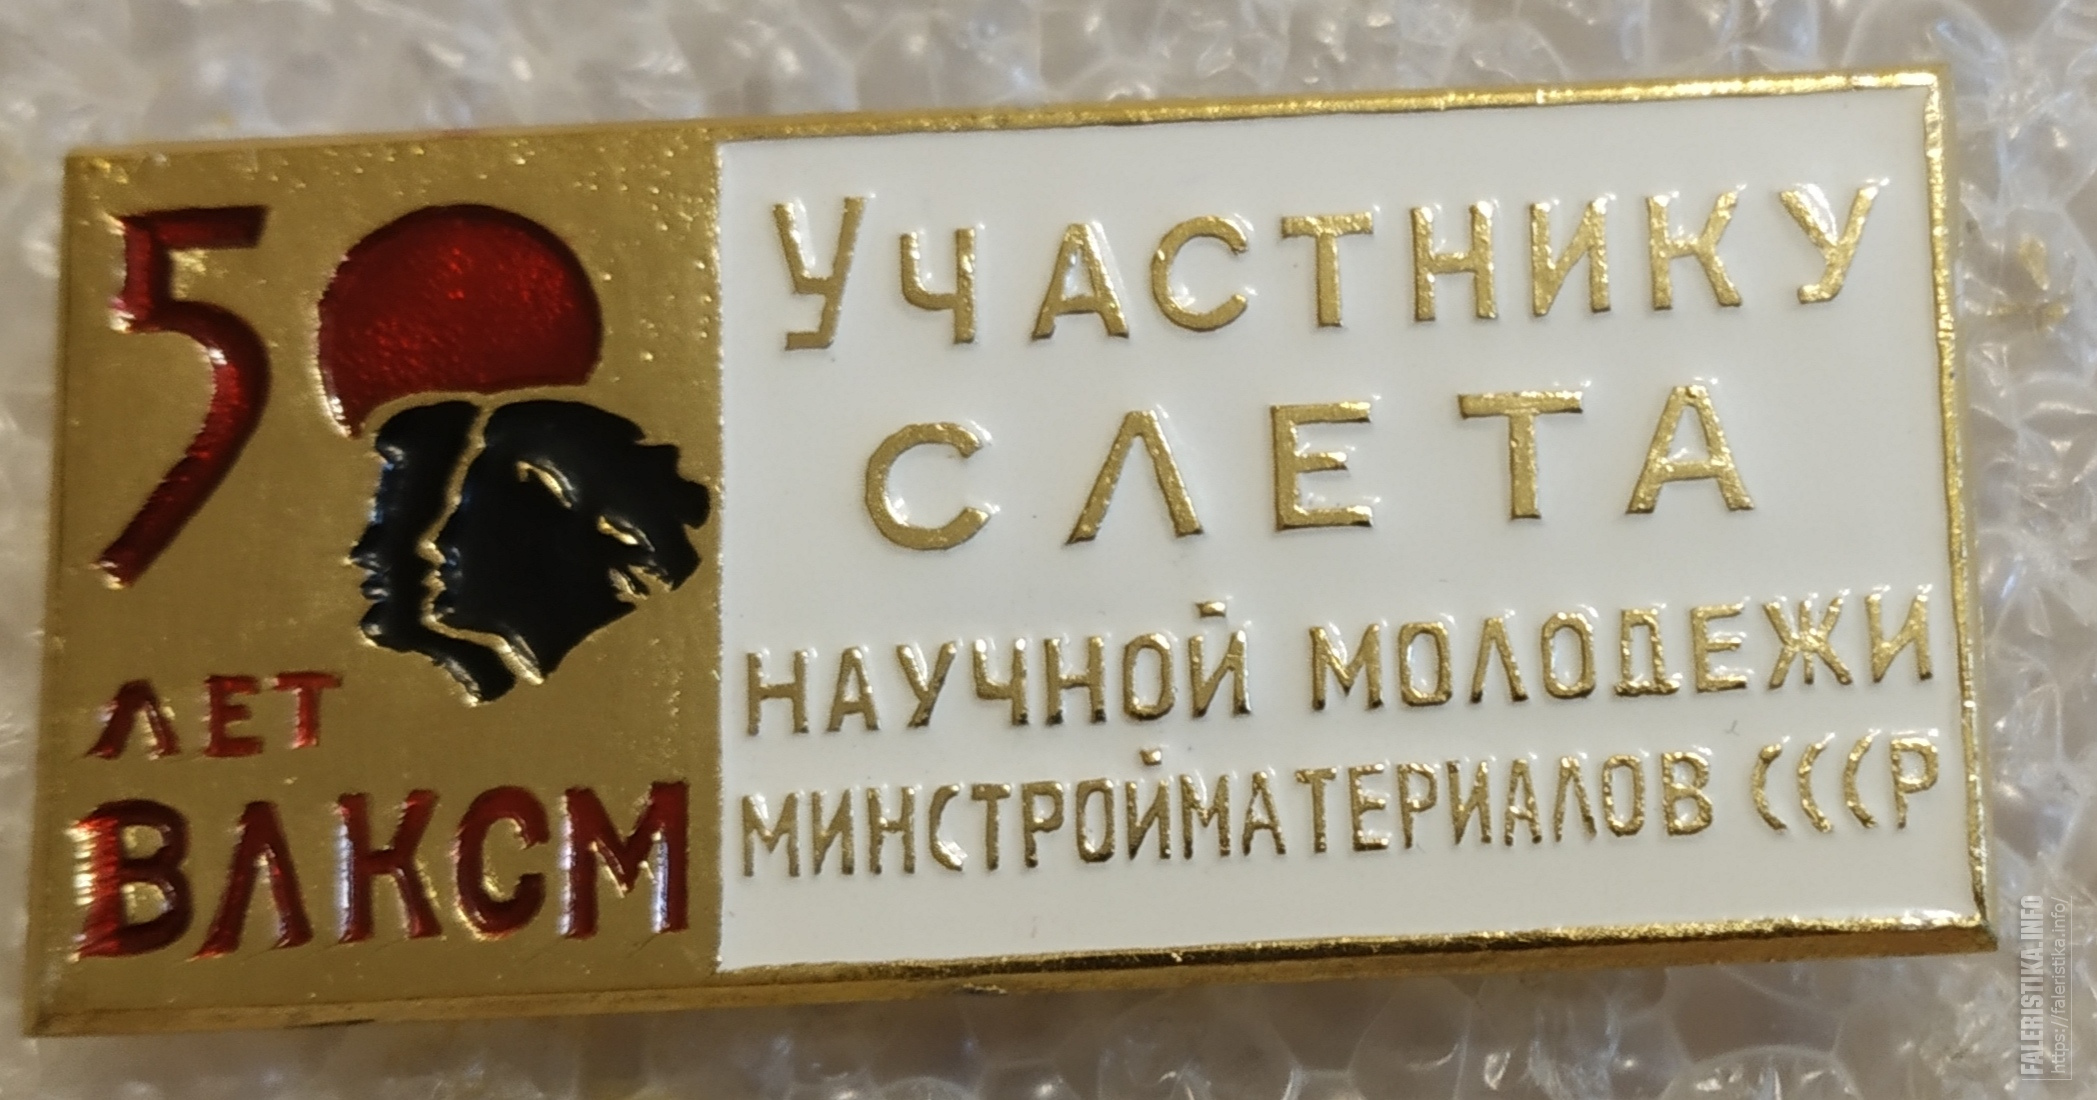 50
ЛЕТ
ВЛКСМ
УЧАСТНИКУ
СЛЕТА
НАУЧНОЙ МОЛОДЕЖИ
МИНСТРОЙМАТЕРИАЛОВ СССР
FALERISTIKA.INFO
https://faleristika.info/